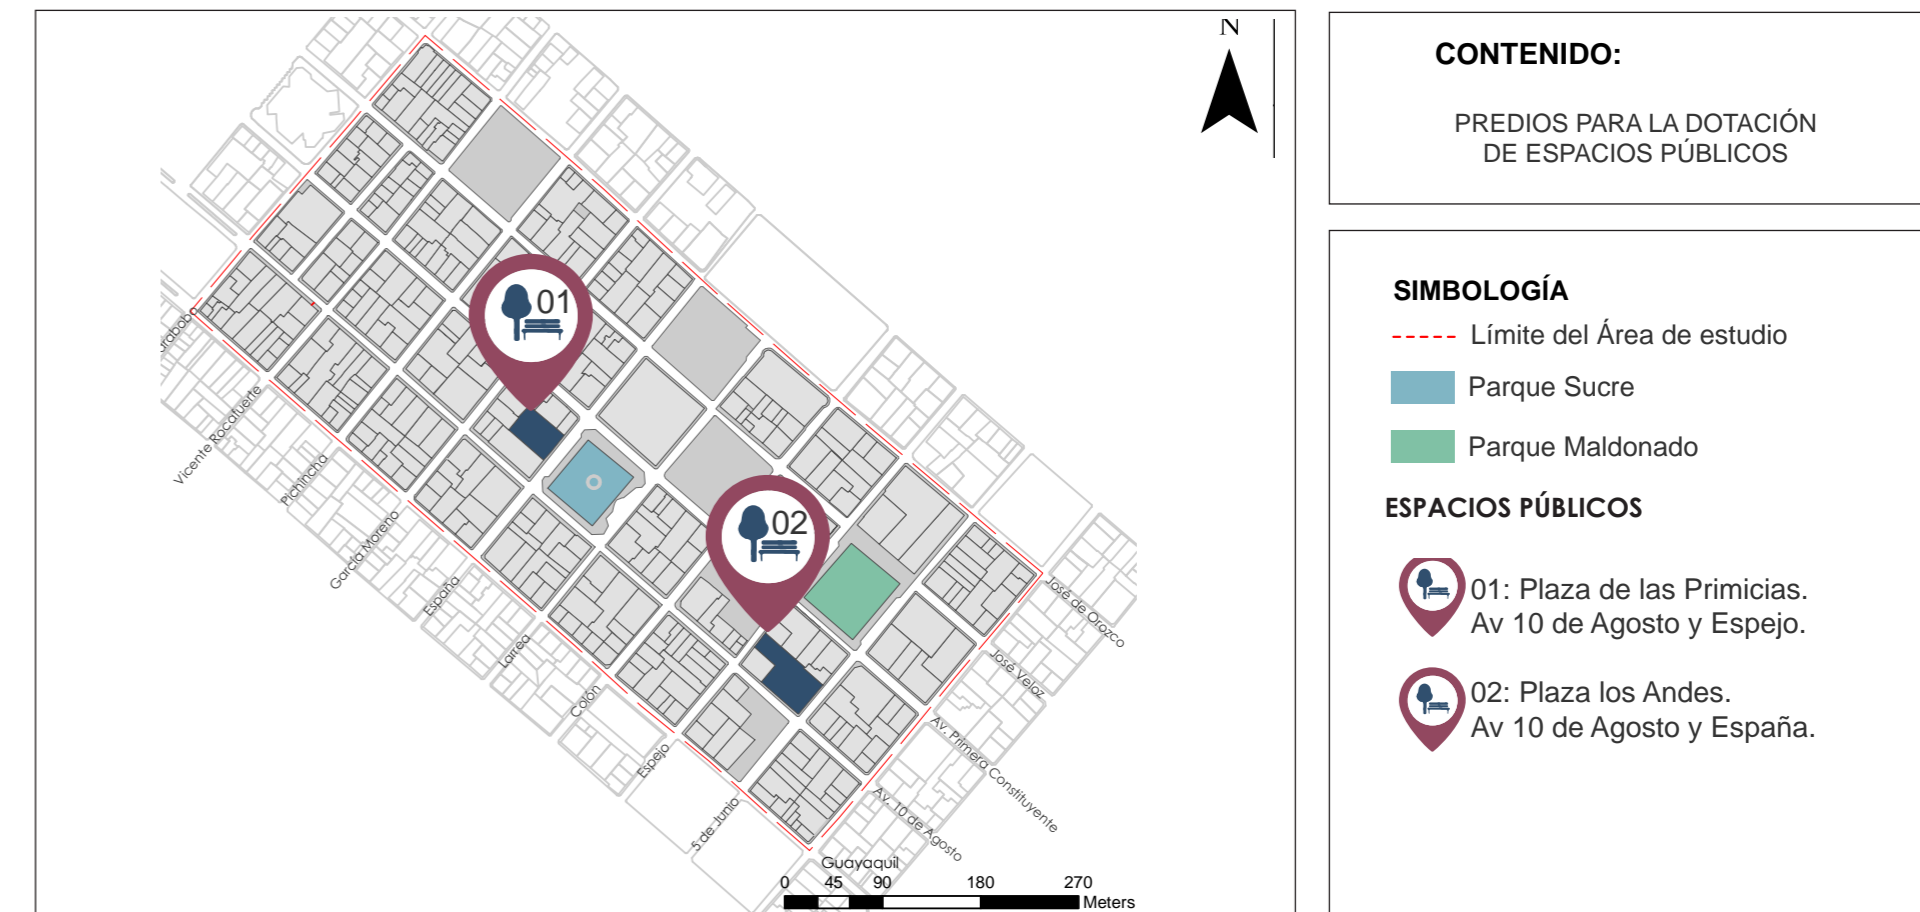 N
01
02
arabobo
Vicente Rocafuerte
Pichincha
García Moreno
España
Larrea
Colón
Espejo
5 de Junio
José de Orozco
José Veloz
Av. Primera Constituyente
Av. 10 de Agosto
Guayaquil
0 45 90 180 270
Meters
CONTENIDO:
PREDIOS PARA LA DOTACIÓN
DE ESPACIOS PÚBLICOS
SIMBOLOGÍA
Límite del Área de estudio
Parque Sucre
Parque Maldonado
ESPACIOS PÚBLICOS
01: Plaza de las Primicias.
Av 10 de Agosto y Espejo.
02: Plaza los Andes.
Av 10 de Agosto y España.